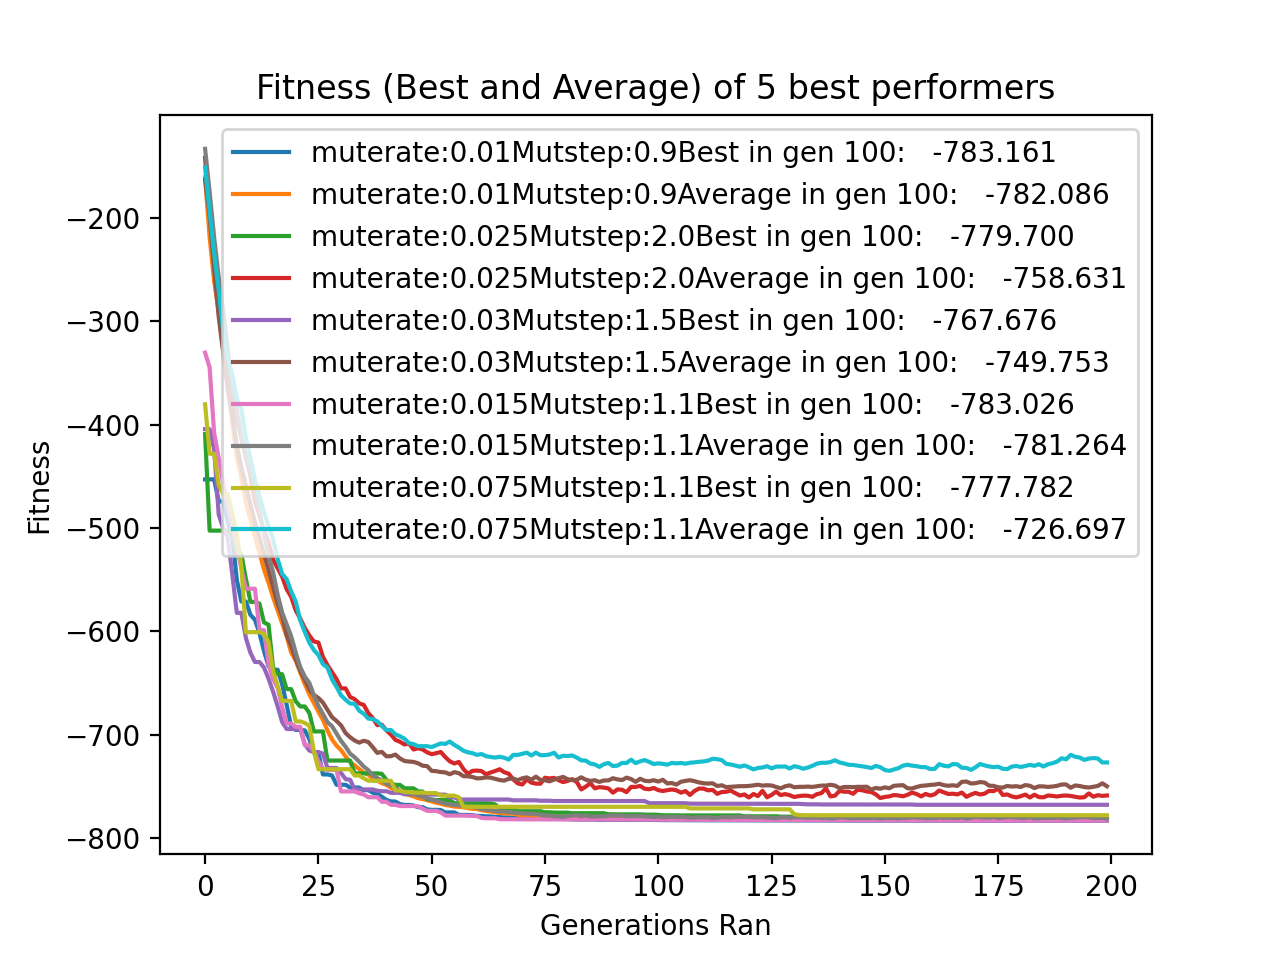 Fitness (Best and Average) of 5 best performers
muterate:0.01Mutstep:0.9Best in gen 100:   -783.161
muterate:0.01Mutstep:0.9Average in gen 100:   -782.086
muterate:0.025Mutstep:2.0Best in gen 100:   -779.700
muterate:0.025Mutstep:2.0Average in gen 100:   -758.631
muterate:0.03Mutstep:1.5Best in gen 100:   -767.676
muterate:0.03Mutstep:1.5Average in gen 100:   -749.753
muterate:0.015Mutstep:1.1Best in gen 100:   -783.026
muterate:0.015Mutstep:1.1Average in gen 100:   -781.264
muterate:0.075Mutstep:1.1Best in gen 100:   -777.782
muterate:0.075Mutstep:1.1Average in gen 100:   -726.697
Fitness
−200
−300
−400
−500
−600
−700
−800
0 25 50 75 100 125 150 175 200
Generations Ran